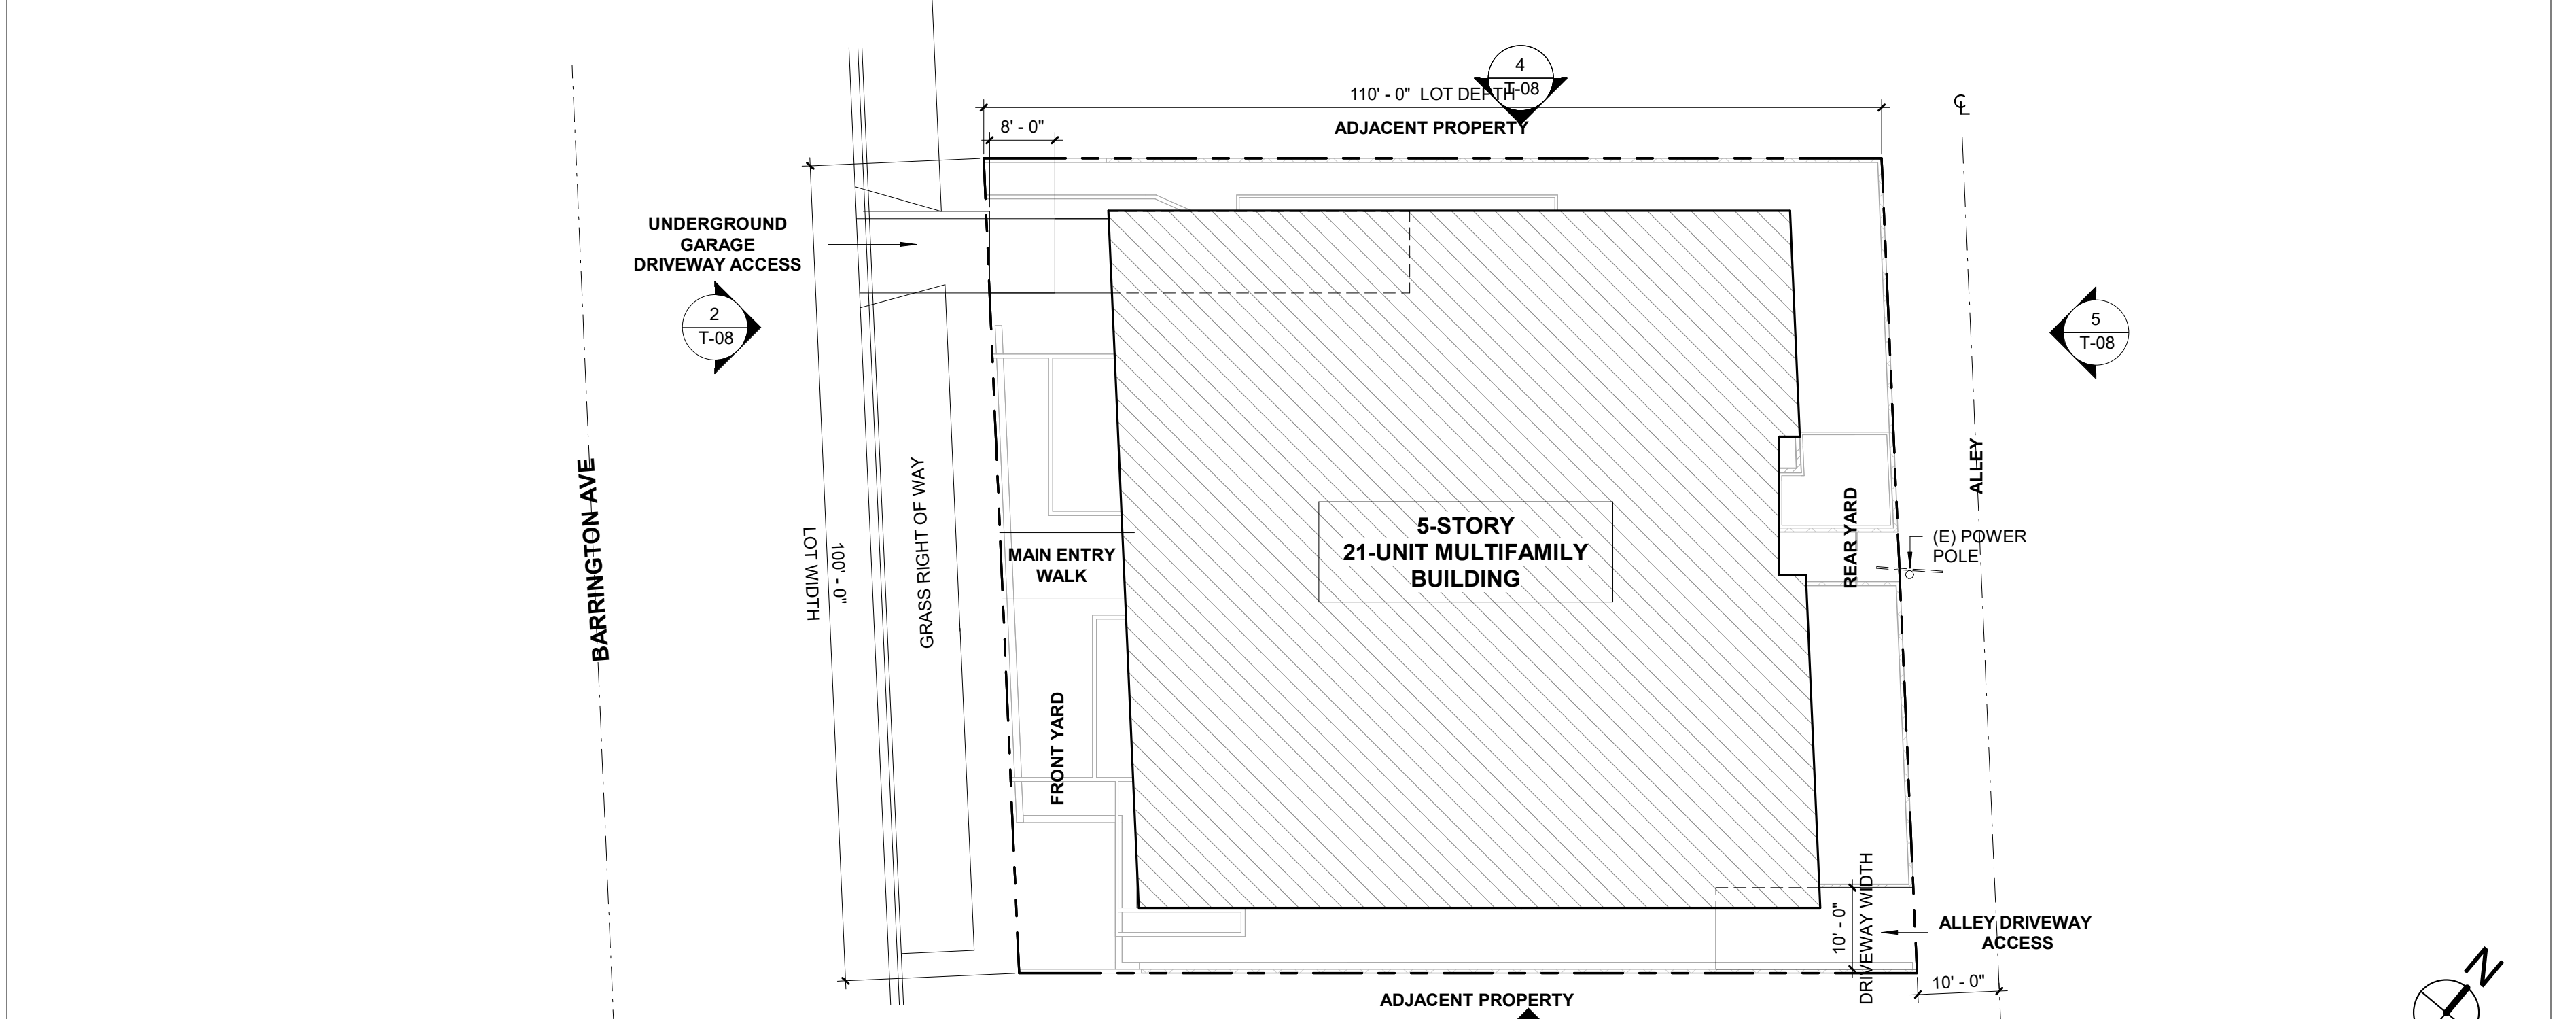 4
T-08
110' - 0" LOT DEPTH
8' - 0"
ADJACENT PROPERTY
℄
UNDERGROUND
GARAGE
DRIVEWAY ACCESS
2
T-08
5
T-08
BARRINGTON AVE
LOT WIDTH
100' - 0"
GRASS RIGHT OF WAY
MAIN ENTRY
WALK
5-STORY
21-UNIT MULTIFAMILY
BUILDING
REAR YARD
ALLEY
(E) POWER
POLE
FRONT YARD
10' - 0"
DRIVEWAY WIDTH
ALLEY DRIVEWAY
ACCESS
10' - 0"
ADJACENT PROPERTY
N